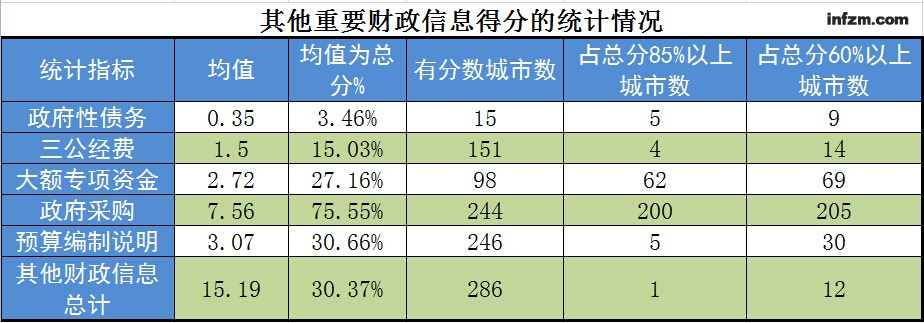 其他重要财政信息得分的统计情况
infzm.com
统计指标 均值 均值为总分% 有分数城市数 占总分85%以上城市数 占总分60%以上城市数
政府性债务 0.35 3.46% 15 5 9
三公经费 1.5 15.03% 151 4 14
大额专项资金 2.72 27.16% 98 62 69
政府采购 7.56 75.55% 244 200 205
预算编制说明 3.07 30.66% 246 5 30
其他财政信息总计 15.19 30.37% 286 1 12